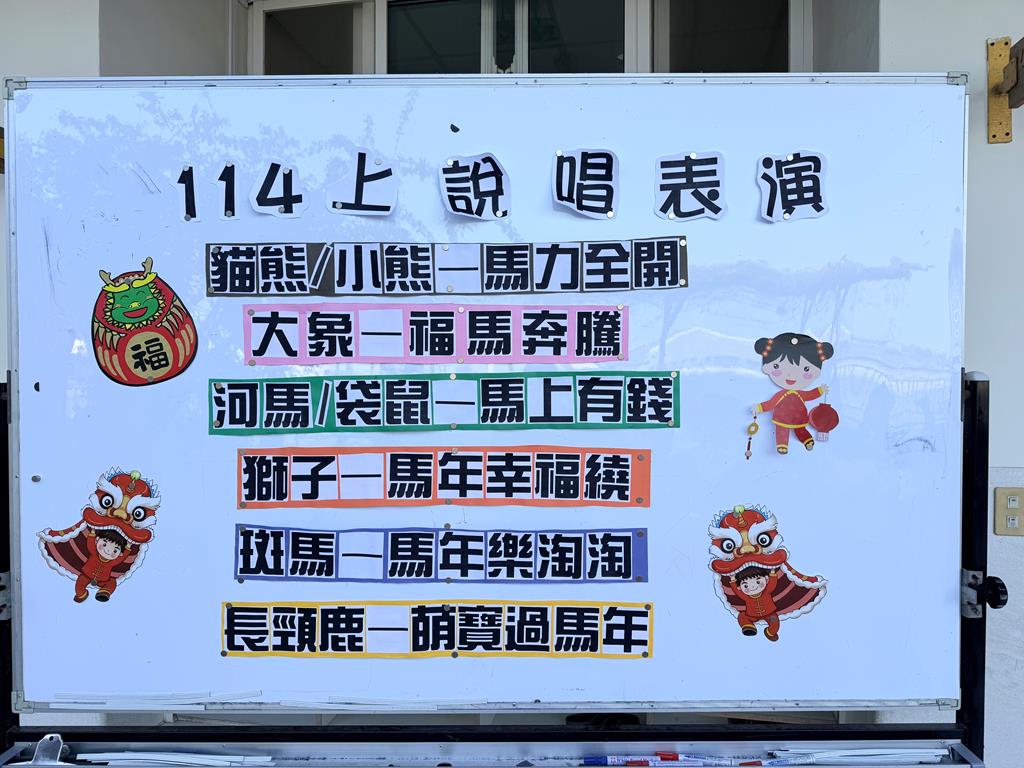 114上說唱表演
貓熊/小熊—馬力全開
大象—福馬奔騰
河馬/袋鼠—馬上有錢
獅子—馬年幸福繞
斑馬—馬年樂淘淘
長頸鹿—萌寶過馬年
福